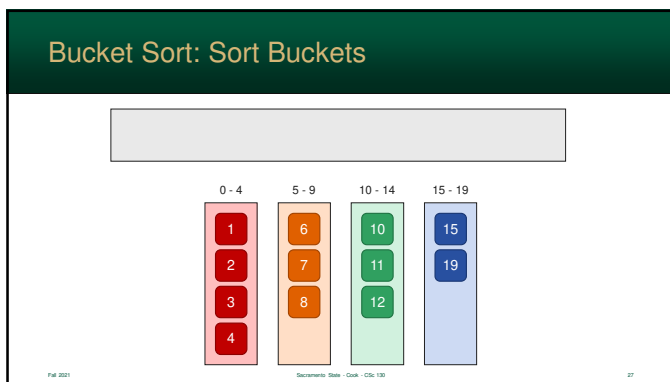 Bucket Sort: Sort Buckets
0 - 4 5 - 9 10 - 14 15 - 19
1 6 10 15
2 7 11 19
3 8 12
4
Fall 2021 Sacramento State - Cook - CSc 130 27